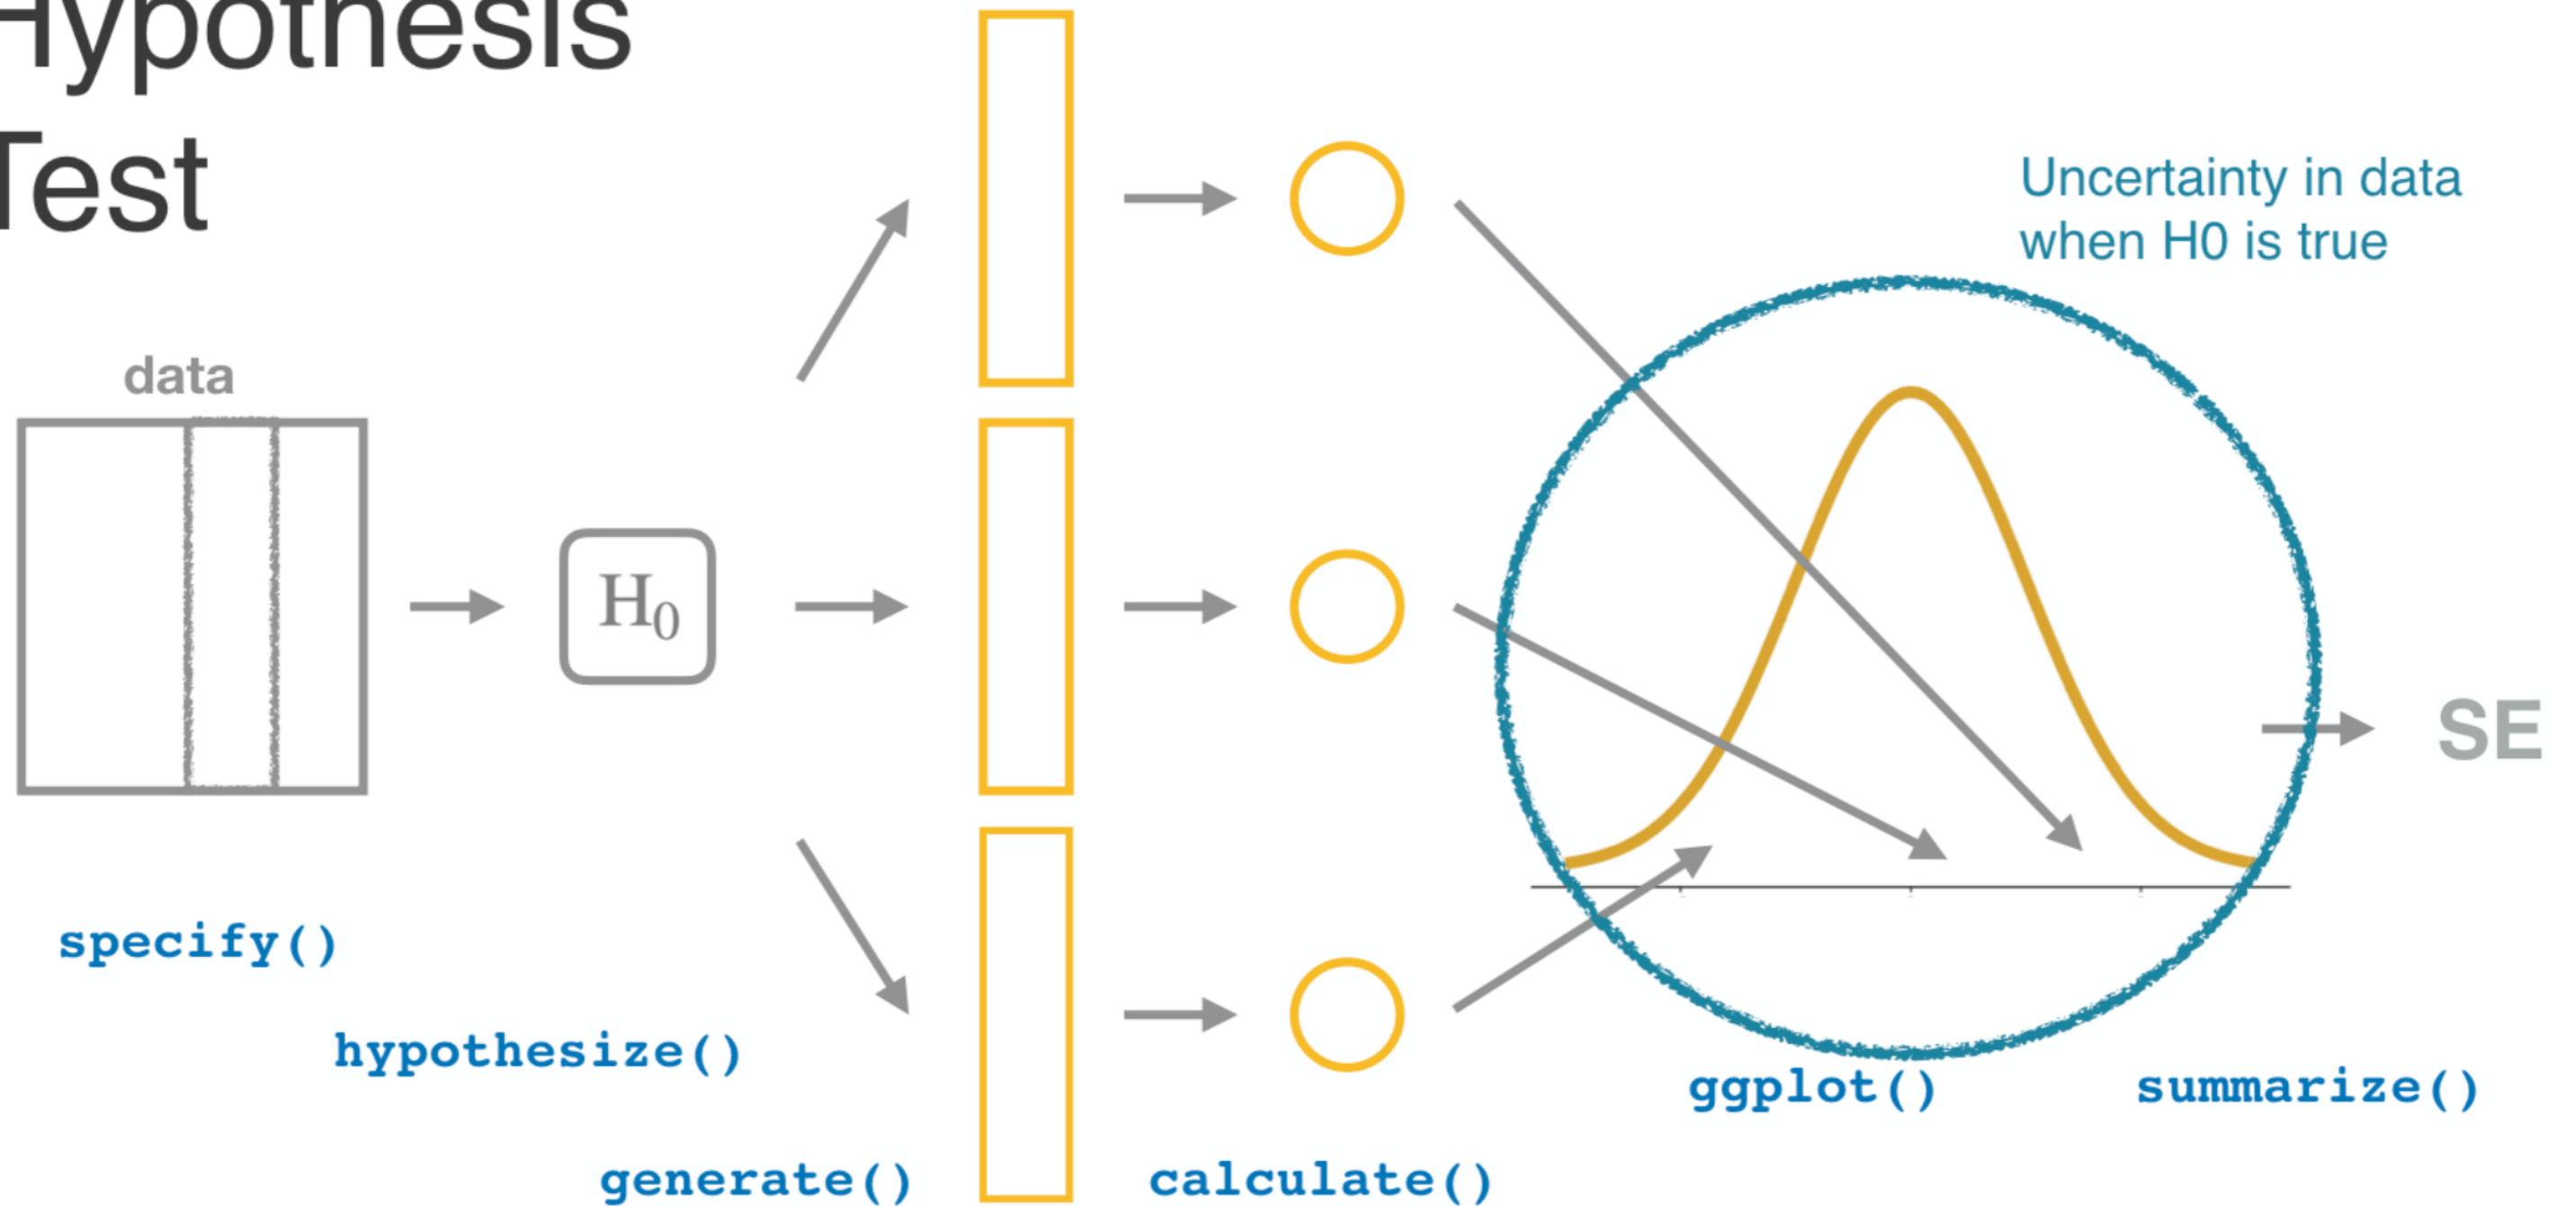 Hypothesis
Test
Uncertainty in data
when H0 is true
data
H₀
SE
specify()
hypothesize()
generate()
calculate()
ggplot()
summarize()